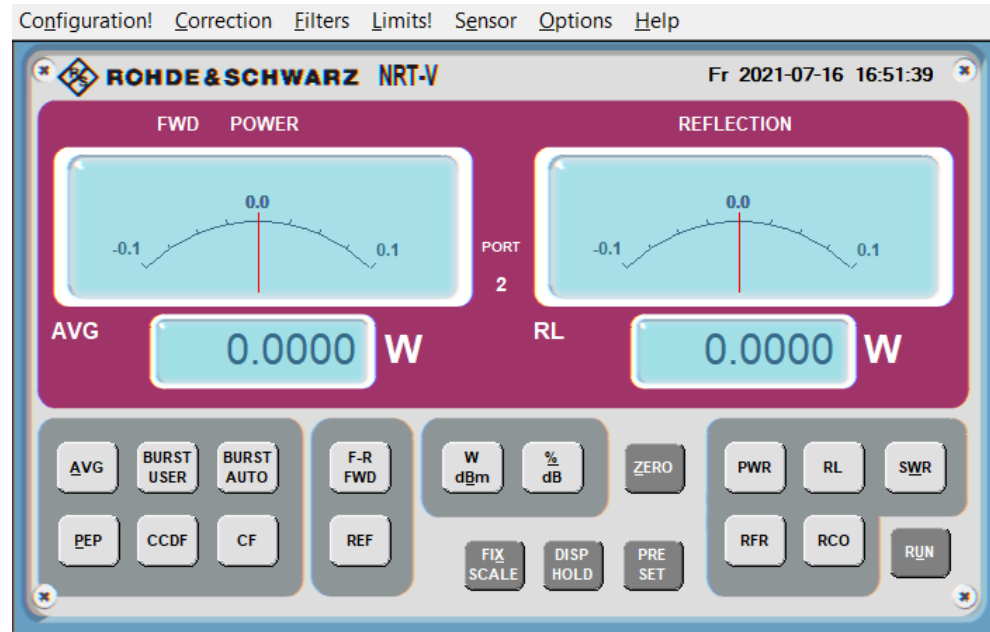 Configuration! Correction Filters Limits! Sensor Options Help
ROHDE&SCHWARZ NRT-V Fr 2021-07-16 16:51:39
FWD POWER REFLECTION
0.0 0.0
-0.1 0.1 PORT -0.1 0.1
2
AVG 0.0000 W RL 0.0000 W
AVG BURST USER BURST AUTO F-R FWD W dBm % dB ZERO PWR RL SWR
PEP CCDF CF REF FIX SCALE DISP HOLD PRE SET RFR RCO RUN